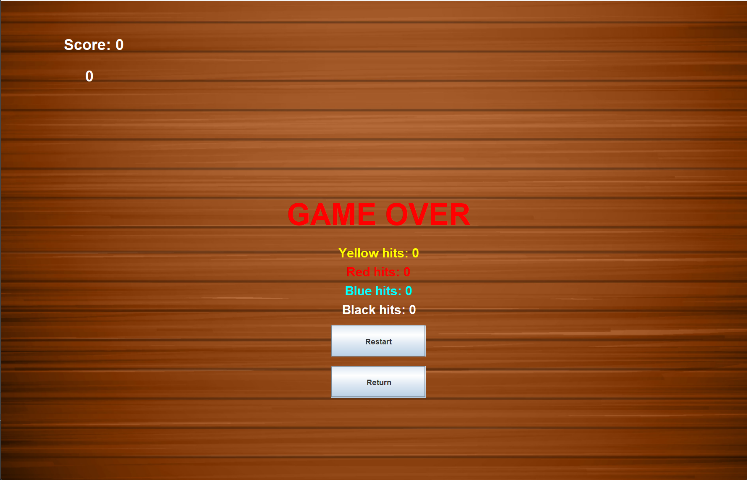 Score: 0
0
GAME OVER
Yellow hits: 0
Red hits: 0
Blue hits: 0
Black hits: 0
Restart
Return